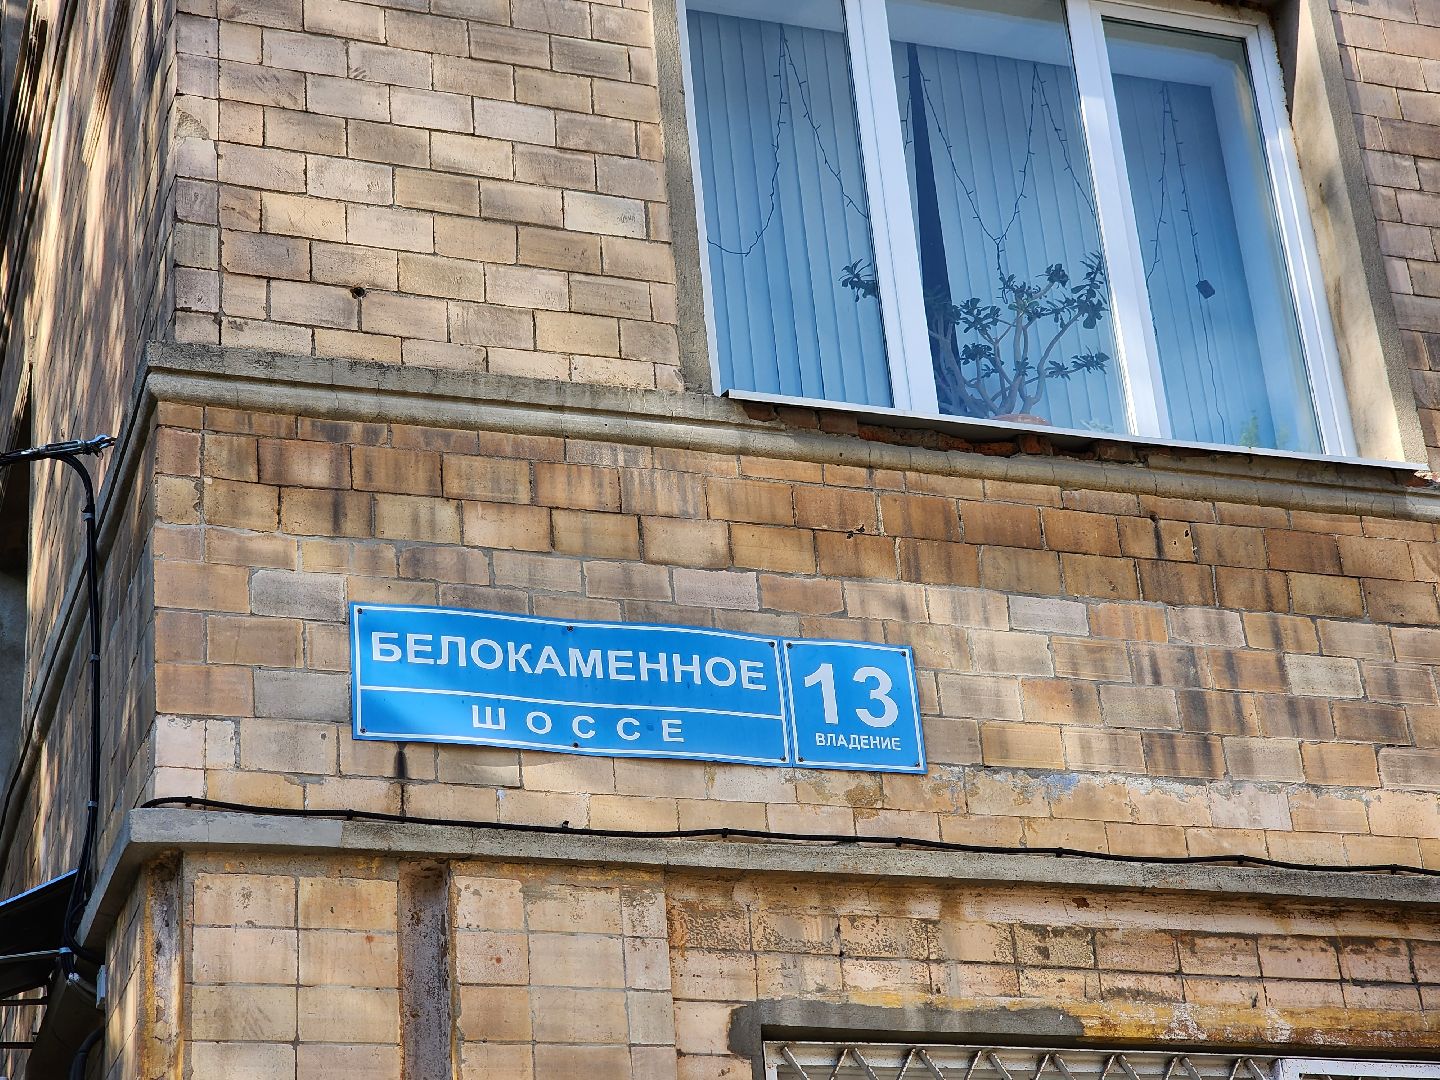 БЕЛОКАМЕННОЕ
ШОССЕ
13
ВЛАДЕНИЕ